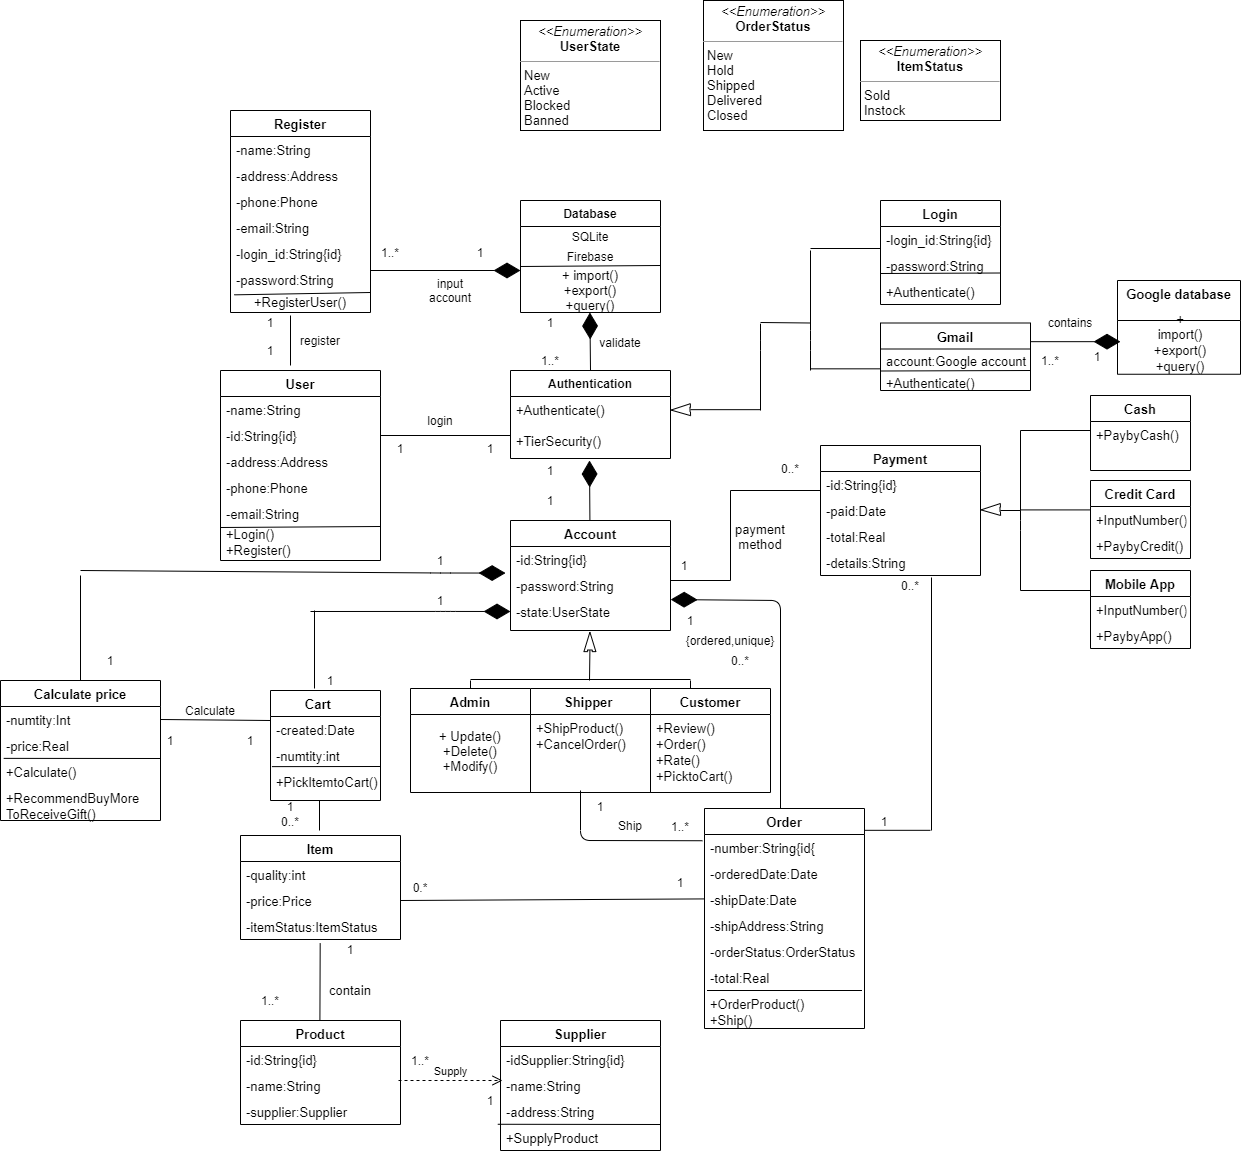 <<Enumeration>>
UserState
New
Active
Blocked
Banned
<<Enumeration>>
OrderStatus
New
Hold
Shipped
Delivered
Closed
<<Enumeration>>
ItemStatus
Sold
Instock
Register
-name:String
-address:Address
-phone:Phone
-email:String
-login_id:String{id}
-password:String
+RegisterUser()
1..*
1
input
account
Database
SQLite
Firebase
+ import()
+export()
+query()
Login
-login_id:String{id}
-password:String
+Authenticate()
Gmail
account:Google account
+Authenticate()
contains
1..*
1
Google database
+
import()
+export()
+query()
1
1
register
1
1..*
validate
User
-name:String
-id:String{id}
-address:Address
-phone:Phone
-email:String
+Login()
+Register()
login
1
1
Authentication
+Authenticate()
+TierSecurity()
1
1
Cash
+PaybyCash()
Credit Card
+InputNumber()
+PaybyCredit()
Mobile App
+InputNumber()
+PaybyApp()
Payment
-id:String{id}
-paid:Date
-total:Real
-details:String
0..*
payment
method
1
0..*
Account
-id:String{id}
-password:String
-state:UserState
1
1
1
{ordered,unique}
0..*
1
1
Calculate price
-numtity:Int
-price:Real
+Calculate()
+RecommendBuyMore
ToReceiveGift()
Calculate
1
1
Cart
-created:Date
-numtity:int
+PickItemtoCart()
Admin
+ Update()
+Delete()
+Modify()
Shipper
+ShipProduct()
+CancelOrder()
Customer
+Review()
+Order()
+Rate()
+PicktoCart()
1
0..*
1
Ship
1..*
1
Item
-quality:int
-price:Price
-itemStatus:ItemStatus
0.*
1
Order
-number:String{id{
-orderedDate:Date
-shipDate:Date
-shipAddress:String
-orderStatus:OrderStatus
-total:Real
+OrderProduct()
+Ship()
1
contain
1..*
Product
-id:String{id}
-name:String
-supplier:Supplier
1..*
Supply
1
Supplier
-idSupplier:String{id}
-name:String
-address:String
+SupplyProduct